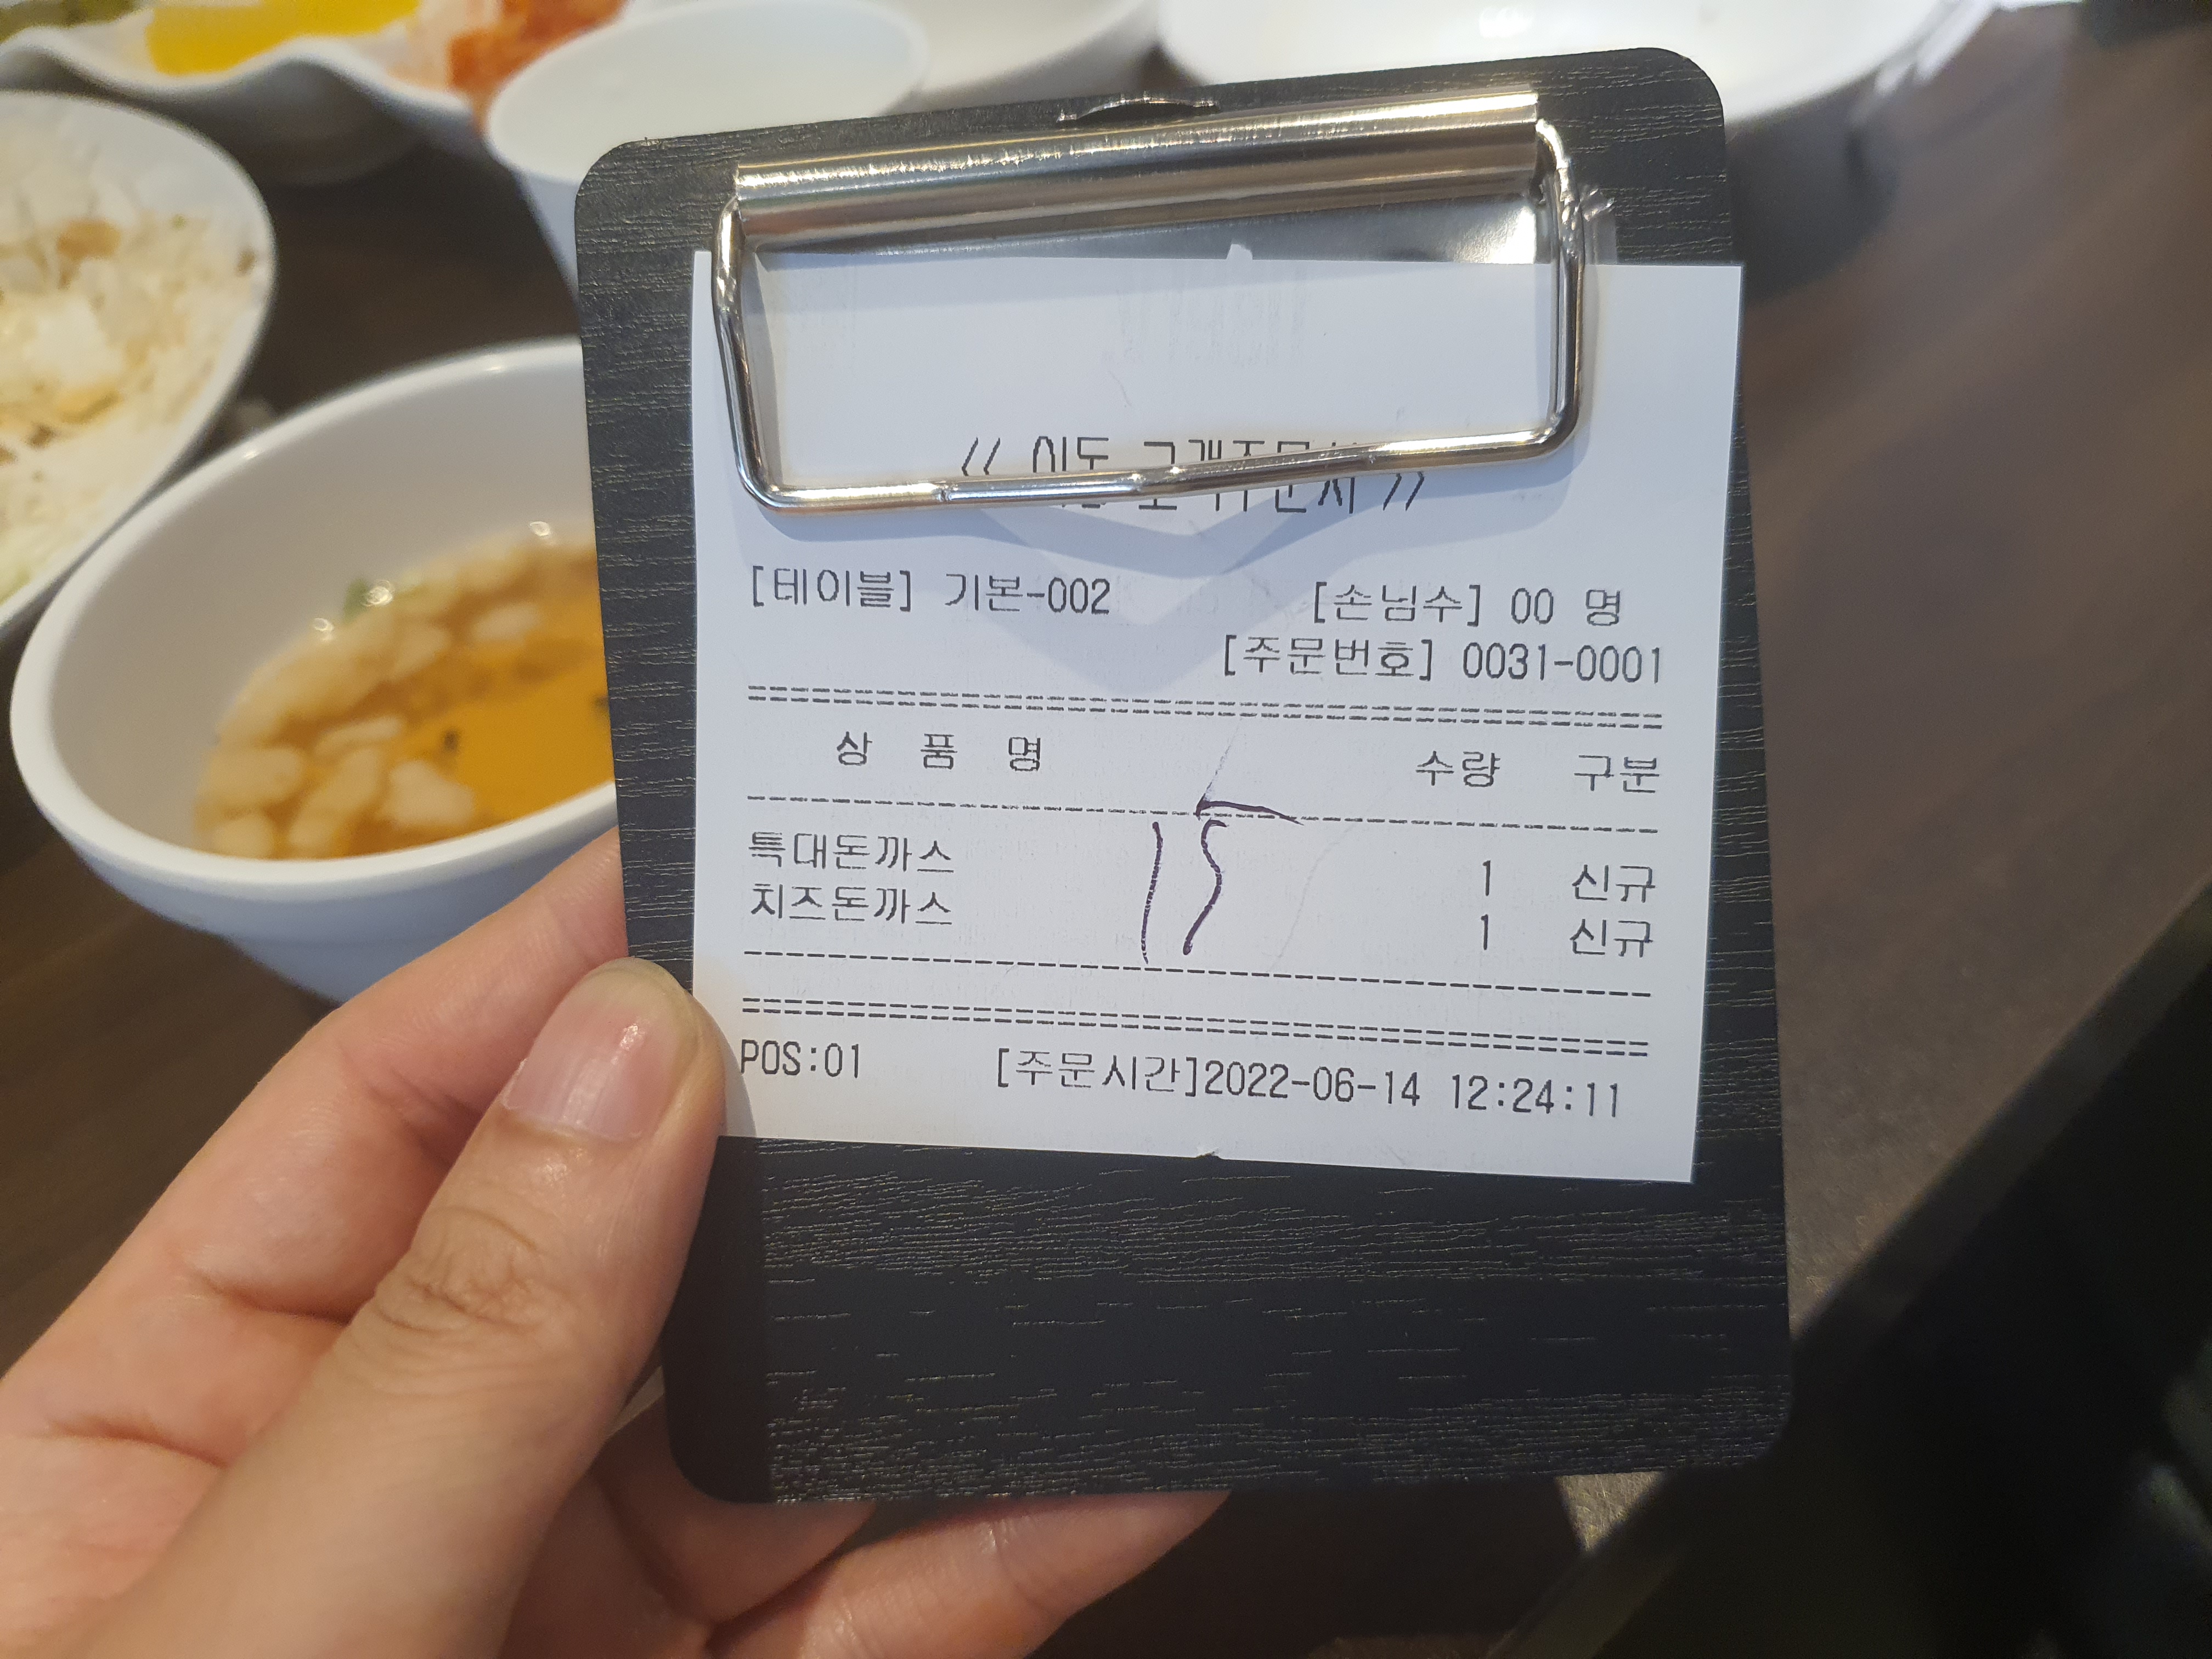 [테이블] 기본-002 [손님수] 00 명
[주문번호] 0031-0001
상 품 명 수량 구분
15
특대돈까스 1 신규
치즈돈까스 1 신규
POS:01 [주문시간]2022-06-14 12:24:11